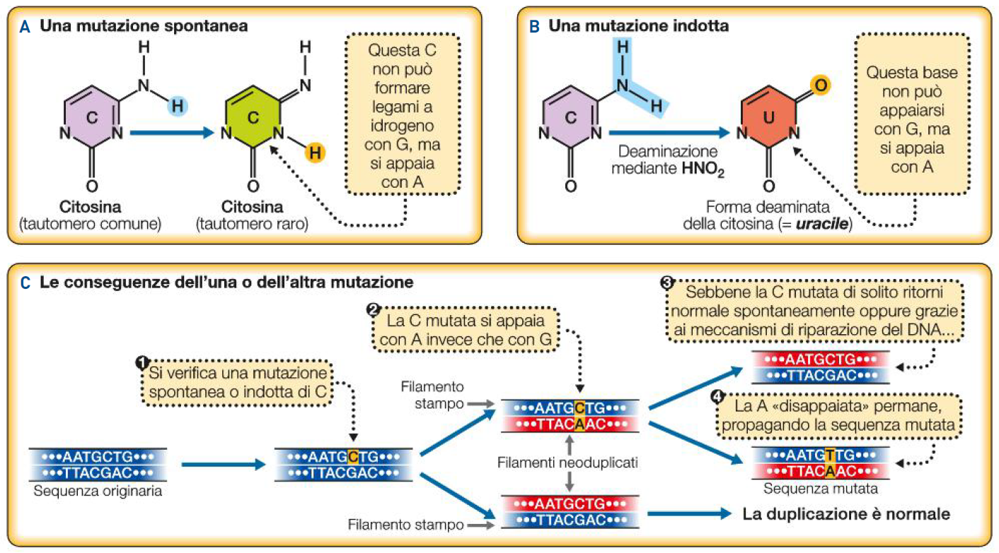 A Una mutazione spontanea
H
N
H
C
N
N
O
Citosina
(tautomero comune)
H
N
C
N
N
H
O
Citosina
(tautomero raro)
Questa C
non può
formare
legami a
idrogeno
con G, ma
si appaia
con A
B Una mutazione indotta
H
N
H
C
N
N
O
Deaminazione
mediante HNO2
O
U
N
N
O
Forma deaminata
della citosina (= uracile)
Questa base
non può
appaiarsi
con G, ma
si appaia
con A
C Le conseguenze dell’una o dell’altra mutazione
•••AATGCTG•••
•••TTACGAC•••
Sequenza originaria
1
Si verifica una mutazione
spontanea o indotta di C
•••AATGCTG•••
•••TTACGAC•••
2
La C mutata si appaia
con A invece che con G
Filamento
stampo
•••AATGCTG•••
•••TTACAAC•••
Filamenti neoduplicati
•••AATGCTG•••
•••TTACGAC•••
Filamento stampo
3
Sebbene la C mutata di solito ritorni
normale spontaneamente oppure grazie
ai meccanismi di riparazione del DNA...
•••AATGCTG•••
•••TTACGAC•••
4
La A «disappaiata» permane,
propagando la sequenza mutata
•••AATGTTG•••
•••TTACAAC•••
Sequenza mutata
La duplicazione è normale